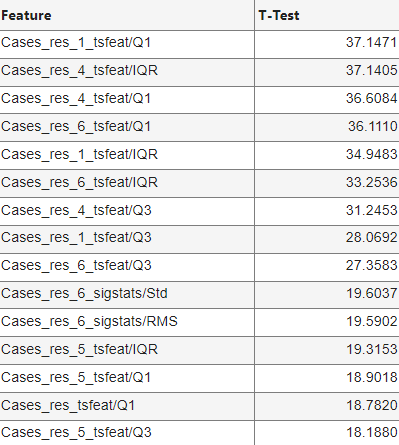 Feature T-Test
Cases_res_1_tsfeat/Q1 37.1471
Cases_res_4_tsfeat/IQR 37.1405
Cases_res_4_tsfeat/Q1 36.6084
Cases_res_6_tsfeat/Q1 36.1110
Cases_res_1_tsfeat/IQR 34.9483
Cases_res_6_tsfeat/IQR 33.2536
Cases_res_4_tsfeat/Q3 31.2453
Cases_res_1_tsfeat/Q3 28.0692
Cases_res_6_tsfeat/Q3 27.3583
Cases_res_6_sigstats/Std 19.6037
Cases_res_6_sigstats/RMS 19.5902
Cases_res_5_tsfeat/IQR 19.3153
Cases_res_5_tsfeat/Q1 18.9018
Cases_res_tsfeat/Q1 18.7820
Cases_res_5_tsfeat/Q3 18.1880